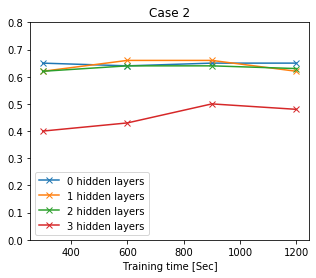 Case 2
0.8
0.7
0.6
0.5
0.4
0.3
0.2
0.1
0.0
0 hidden layers
1 hidden layers
2 hidden layers
3 hidden layers
400 600 800 1000 1200
Training time [Sec]